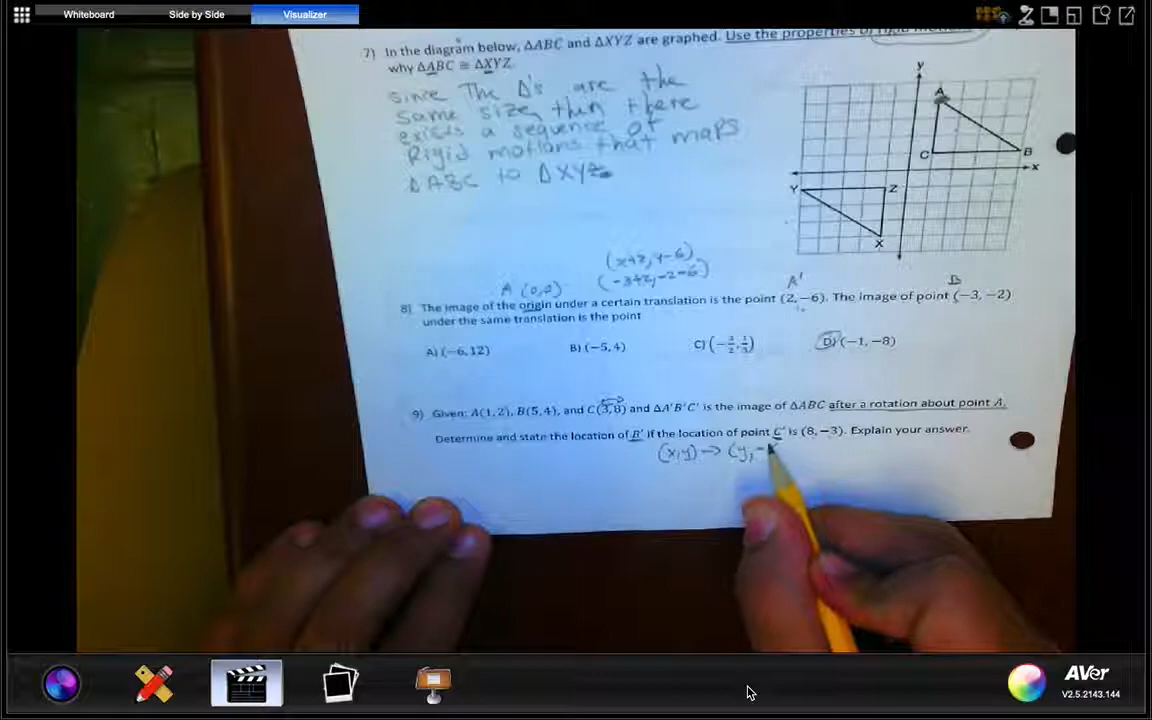 Whiteboard Side by Side Visualizer
7) In the diagram below, ΔABC and ΔXYZ are graphed. Use the properties of rigid motions
why ΔABC ≅ ΔXYZ.
since The Δ's are the
same size, then there
exists a sequence of
Rigid motions that maps
ΔABC to ΔXYZ
y
A
C
B
x
Y
Z
X
(x+2, y-6)
(-3+2, -2-6)
A (0,0)
A'
B
8) The image of the origin under a certain translation is the point (2, −6). The image of point (−3, −2)
under the same translation is the point
A) (−6, 12) B) (−5, 4) C) D) (−1, −8)
9) Given: A(1, 2), B(5, 4), and C(3, 8) and ΔA'B'C' is the image of ΔABC after a rotation about point A.
Determine and state the location of B' if the location of point C' is (8, −3). Explain your answer.
(x,y) → (y, -
AVer
V2.5.2143.144